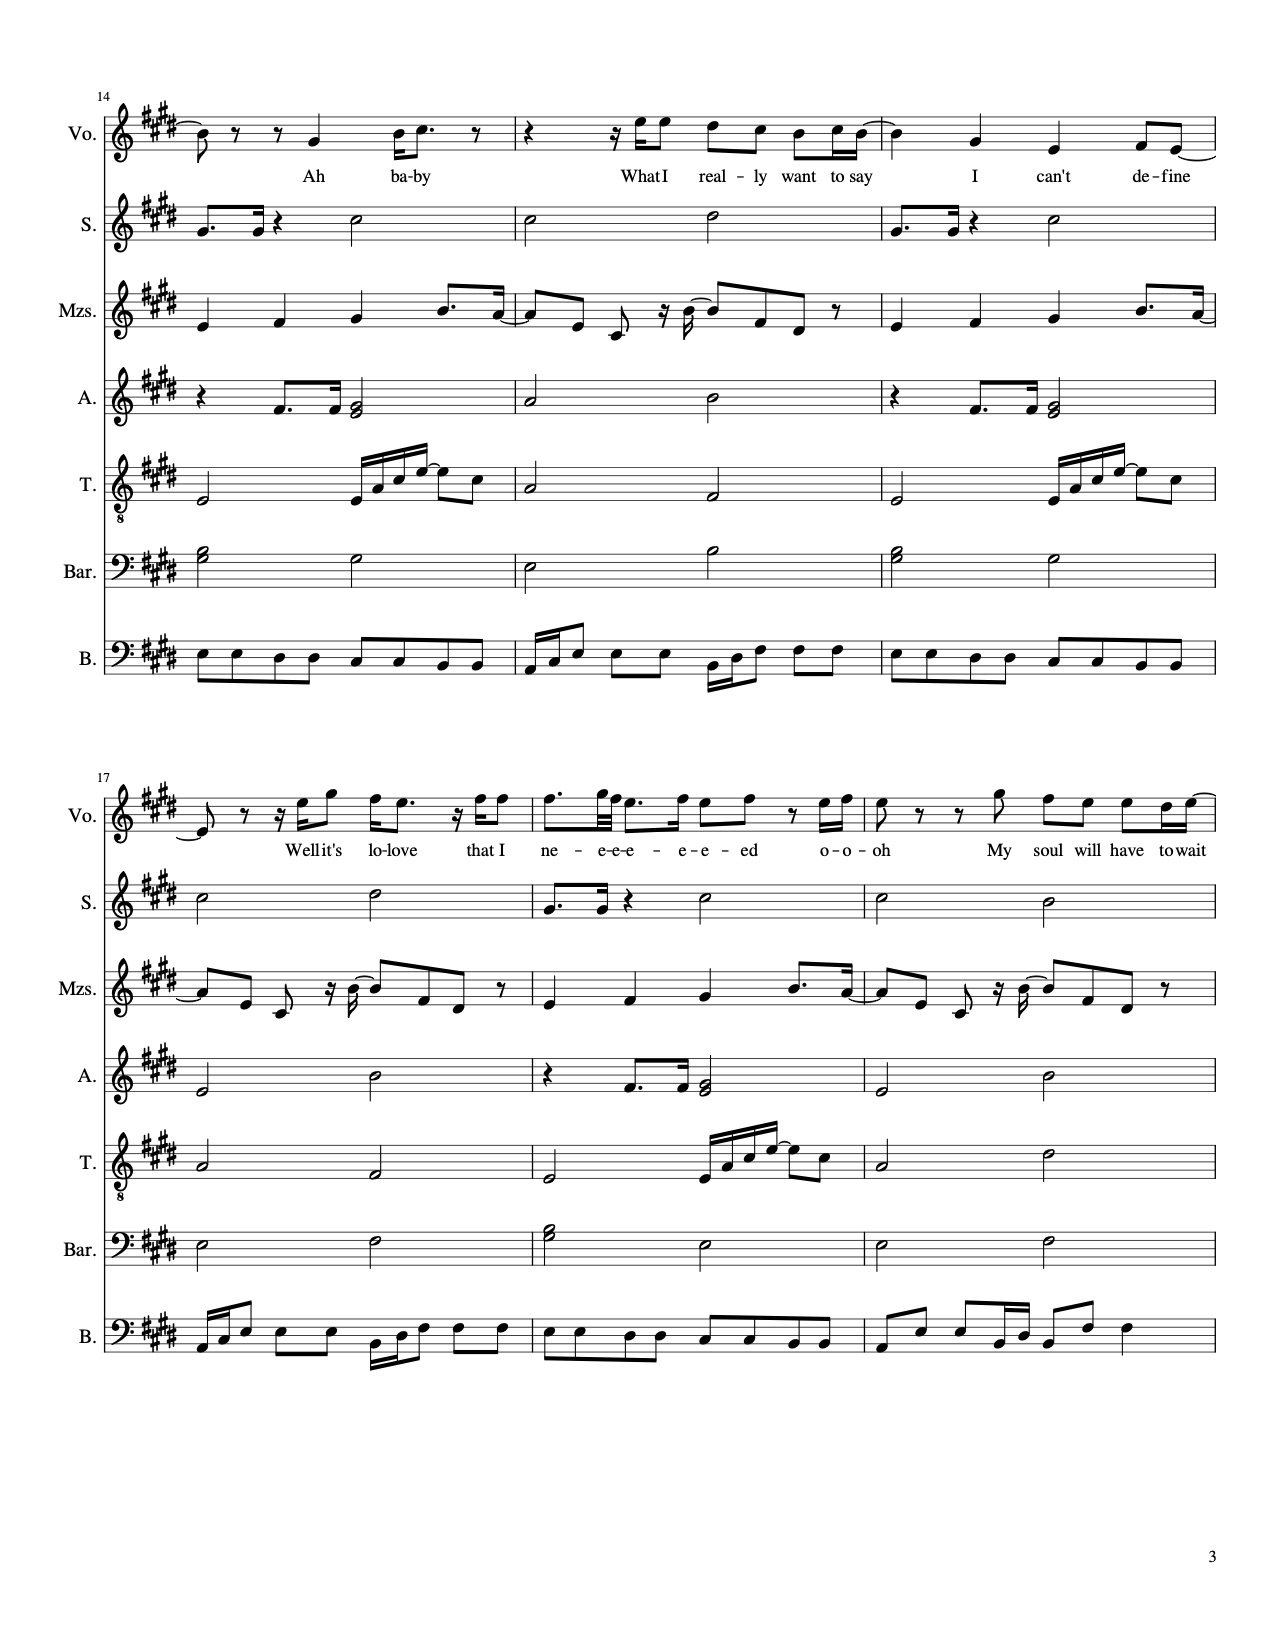 14
Vo.
Ah ba-by What I real - ly want to say I can't de-fine
S.
Mzs.
A.
T.
8
Bar.
B.
17
Vo.
Well it's lo-love that I ne - e-e-e - e-e - ed o-o-oh My soul will have to wait
S.
Mzs.
A.
T.
8
Bar.
B.
3